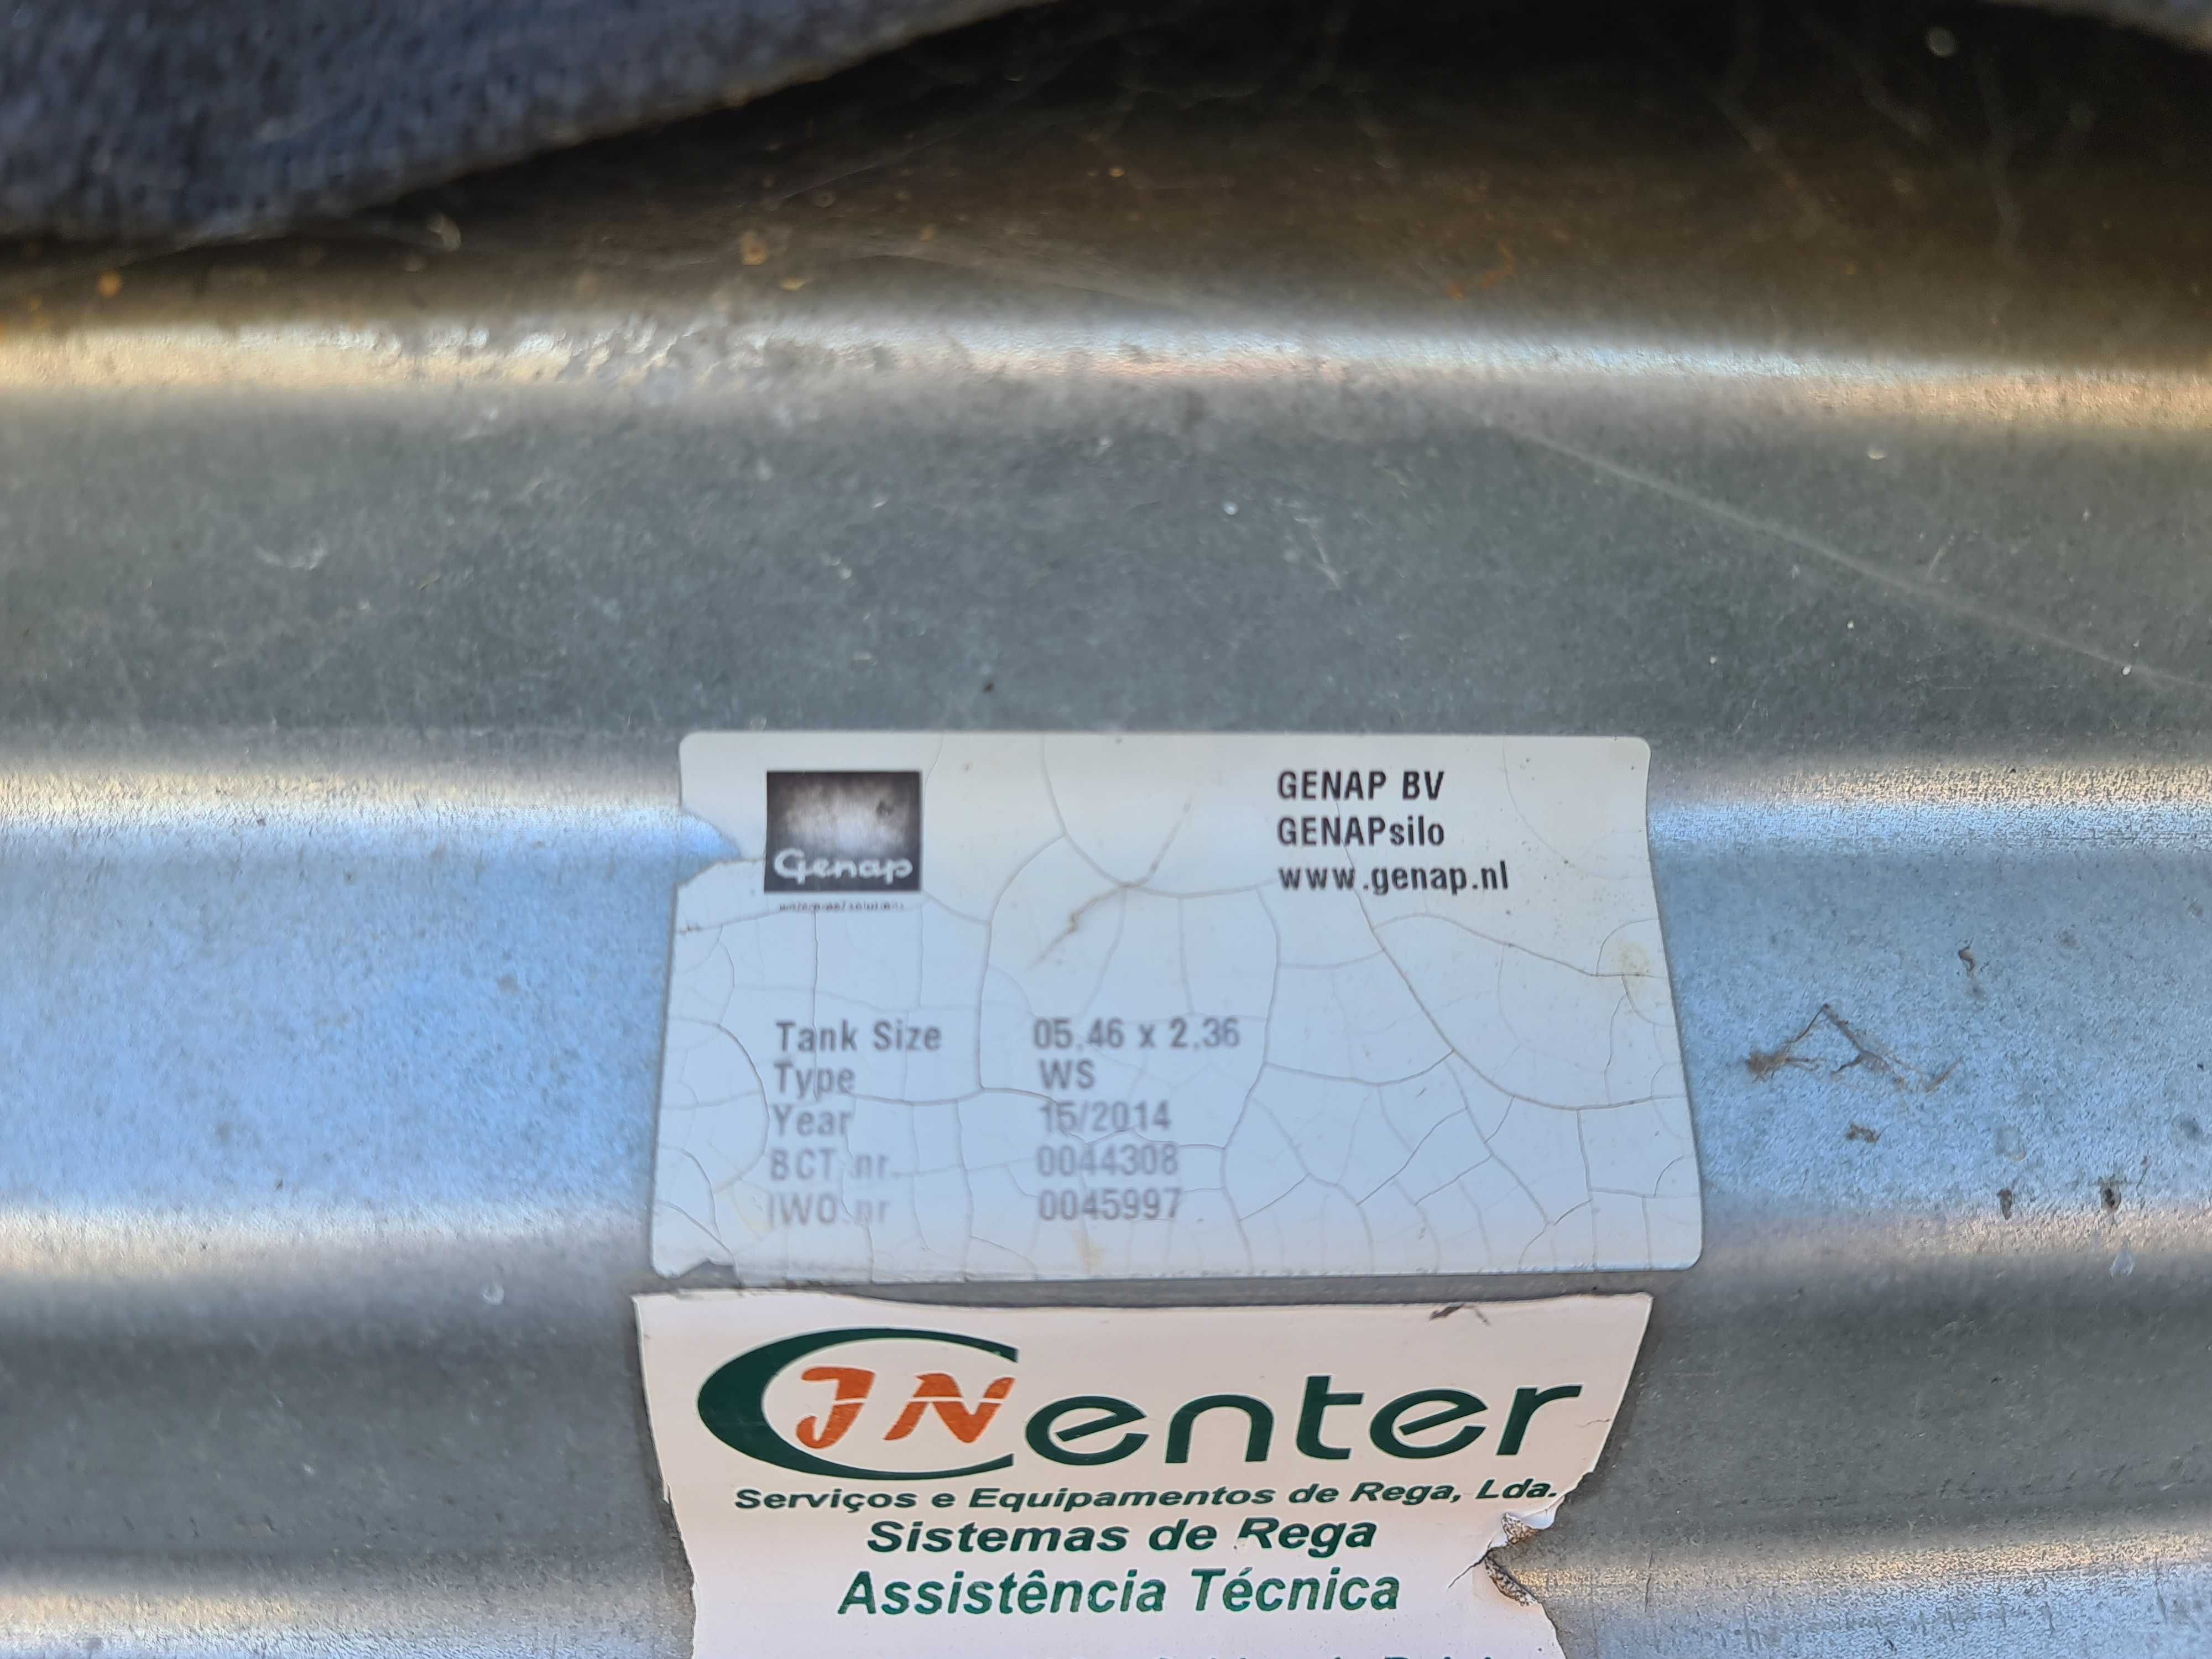 Genap
GENAP BV
GENAPsilo
www.genap.nl
Tank Size 05.46 x 2.36
Type WS
Year 15/2014
BCT nr. 0044308
IWO nr 0045997
JN Center
Serviços e Equipamentos de Rega, Lda.
Sistemas de Rega
Assistência Técnica